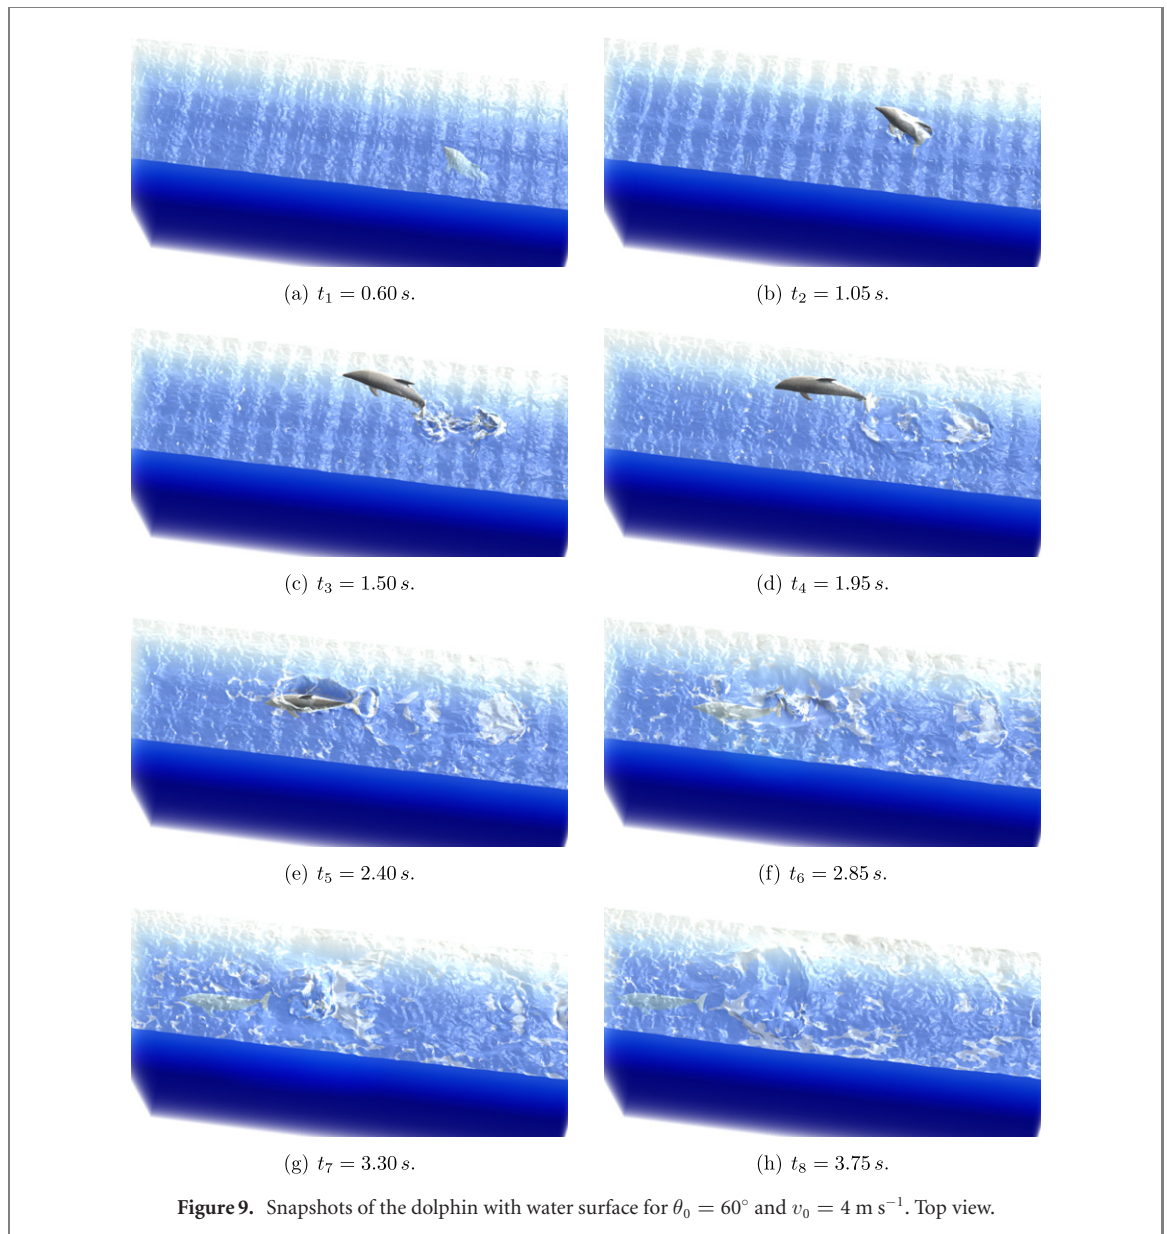 (a) t₁ = 0.60 s.
(b) t₂ = 1.05 s.
(c) t₃ = 1.50 s.
(d) t₄ = 1.95 s.
(e) t₅ = 2.40 s.
(f) t₆ = 2.85 s.
(g) t₇ = 3.30 s.
(h) t₈ = 3.75 s.
Figure 9. Snapshots of the dolphin with water surface for θ₀ = 60° and v₀ = 4 m s⁻¹. Top view.